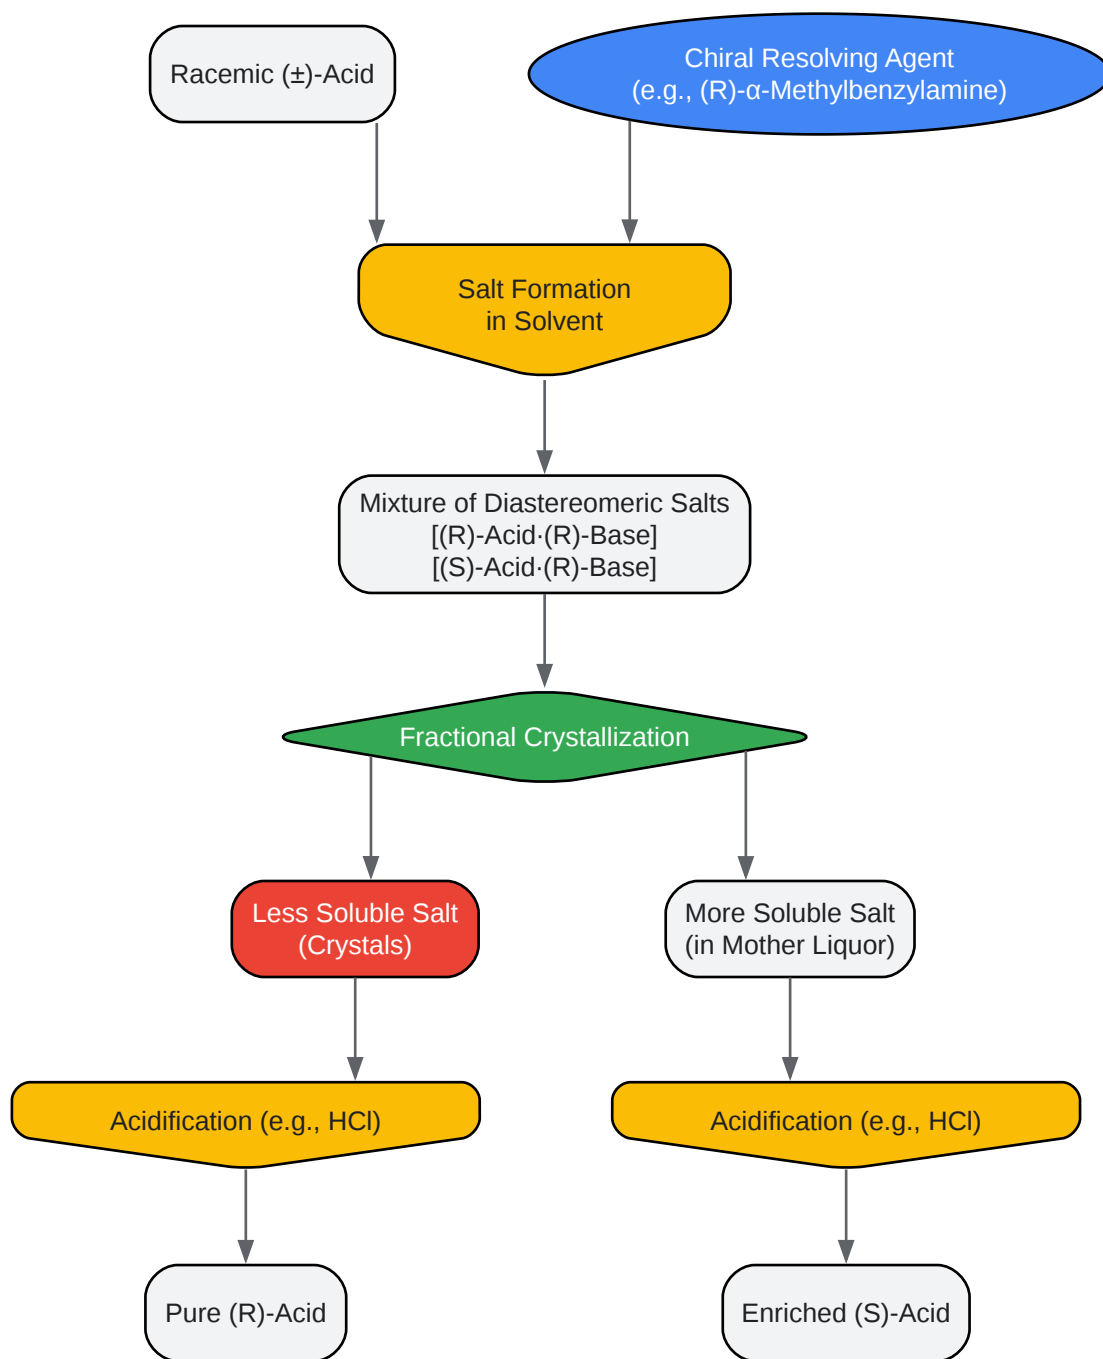 Racemic (±)-Acid
Chiral Resolving Agent
(e.g., (R)-α-Methylbenzylamine)
Salt Formation
in Solvent
Mixture of Diastereomeric Salts
[(R)-Acid·(R)-Base]
[(S)-Acid·(R)-Base]
Fractional Crystallization
Less Soluble Salt
(Crystals)
More Soluble Salt
(in Mother Liquor)
Acidification (e.g., HCl)
Acidification (e.g., HCl)
Pure (R)-Acid
Enriched (S)-Acid